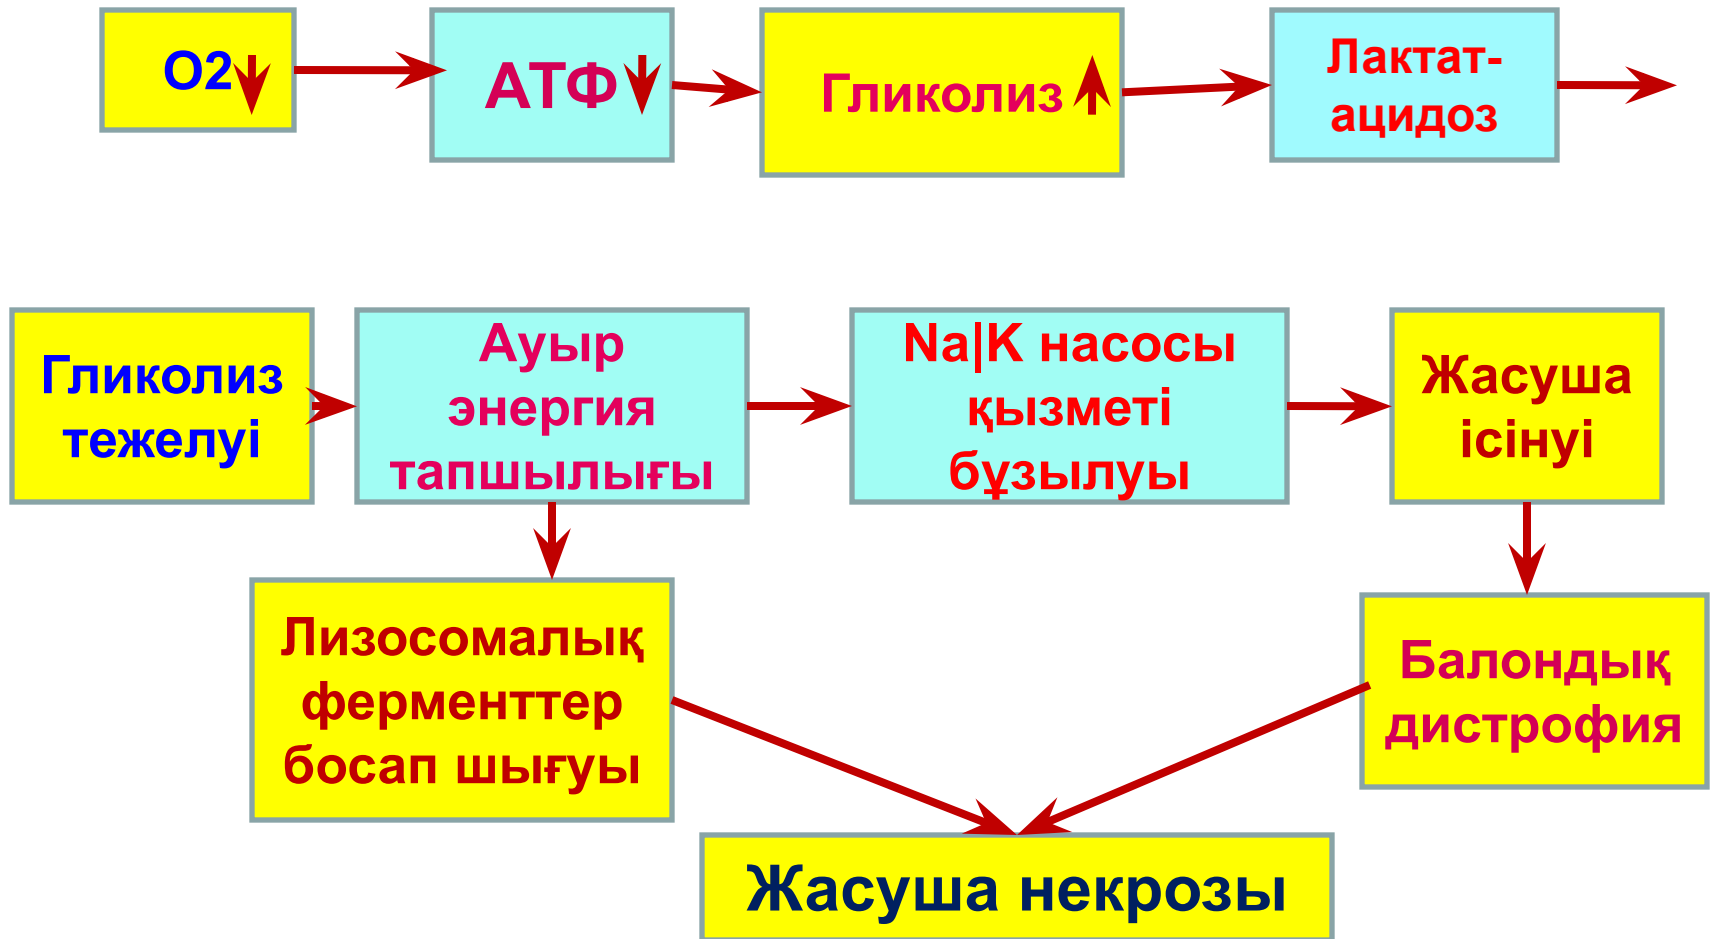 О2
АТФ
Гликолиз
Лактат-
ацидоз
Гликолиз
тежелуі
Ауыр
энергия
тапшылығы
Na|K насосы
қызметі
бұзылуы
Жасуша
ісінуі
Лизосомалық
ферменттер
босап шығуы
Балондық
дистрофия
Жасуша некрозы